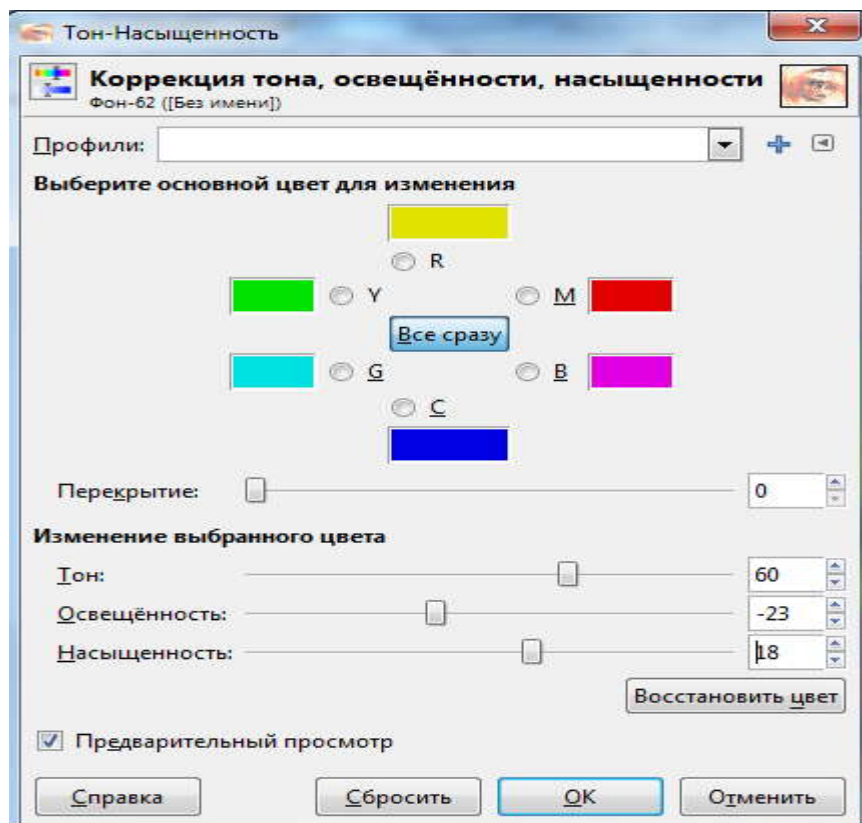 Тон-Насыщенность
Коррекция тона, освещённости, насыщенности
Фон-62 ([Без имени])
Профили:
Выберите основной цвет для изменения
R
Y M
Все сразу
G B
C
Перекрытие: 0
Изменение выбранного цвета
Тон: 60
Освещённость: -23
Насыщенность: 18
Восстановить цвет
Предварительный просмотр
Справка Сбросить OK Отменить